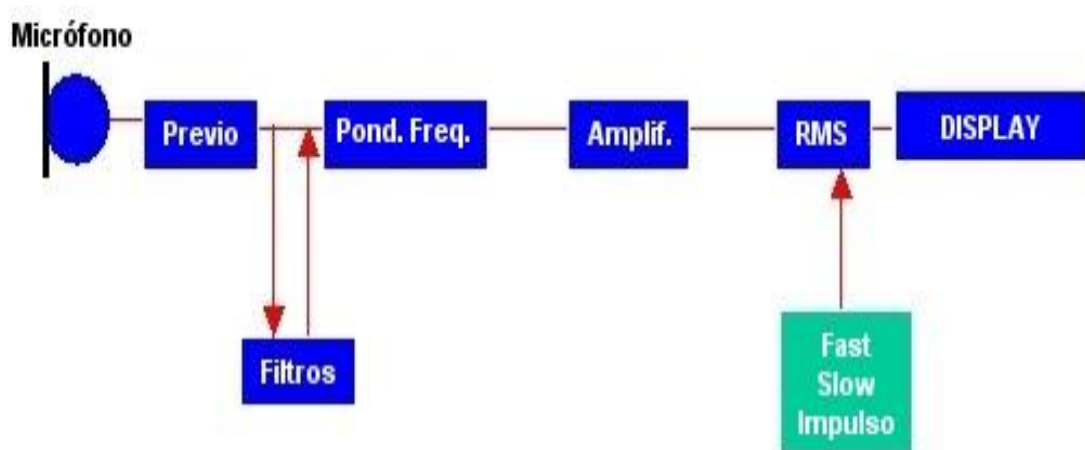 Micrófono
Previo
Pond. Freq.
Amplif.
RMS
DISPLAY
Filtros
Fast
Slow
Impulso